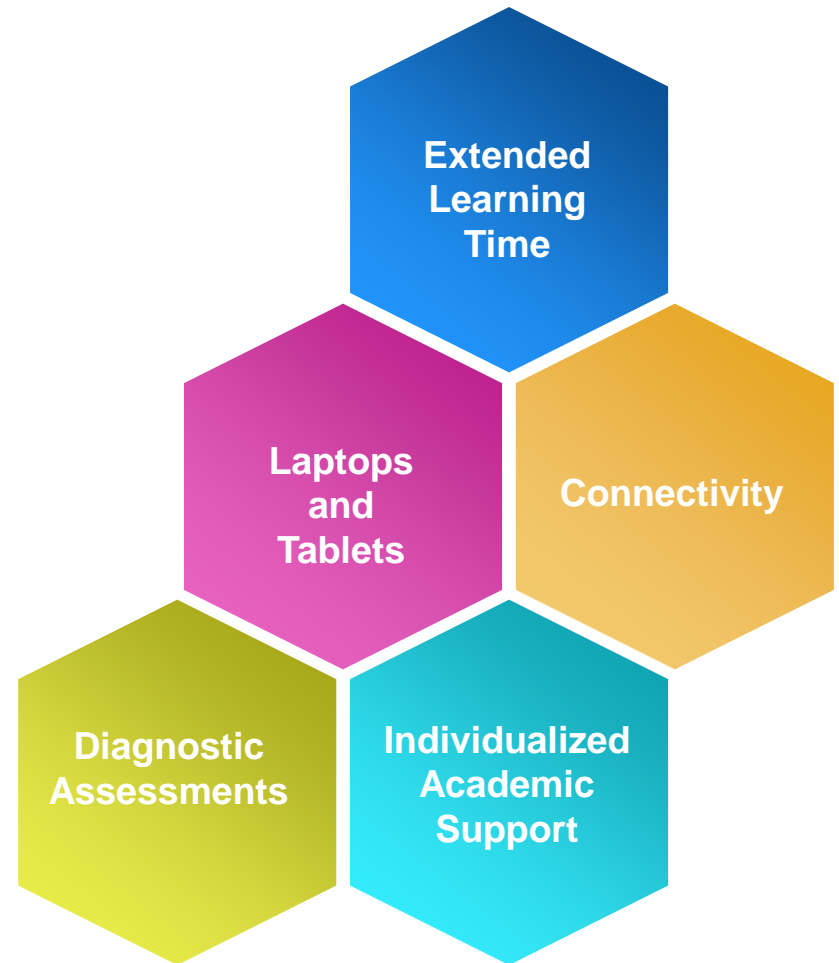 Extended
Learning
Time
Laptops
and
Tablets
Connectivity
Diagnostic
Assessments
Individualized
Academic
Support